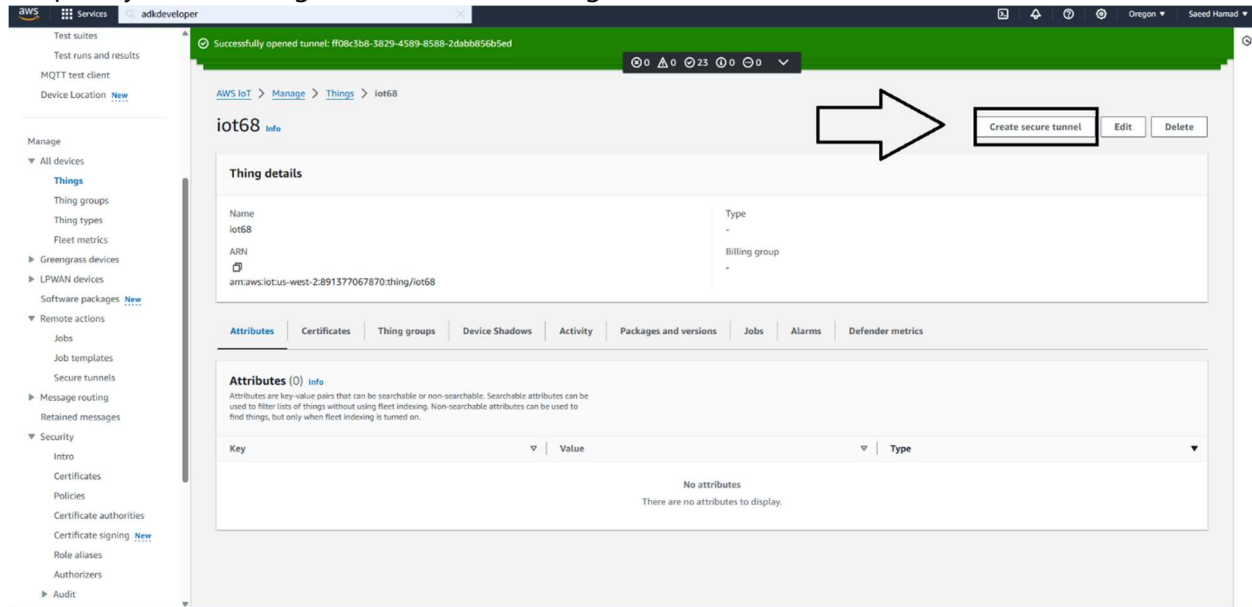 aws
Services
adkdeveloper
Oregon ▼
Saeed Hamad ▼
Test suites
Test runs and results
MQTT test client
Device Location New
Manage
All devices
Things
Thing groups
Thing types
Fleet metrics
Greengrass devices
LPWAN devices
Software packages New
Remote actions
Jobs
Job templates
Secure tunnels
Message routing
Retained messages
Security
Intro
Certificates
Policies
Certificate authorities
Certificate signing New
Role aliases
Authorizers
Audit
Successfully opened tunnel: ff08c3b8-3829-4589-8588-2dabb856b5ed
0 0 23 0 0
AWS IoT > Manage > Things > iot68
iot68 Info
Create secure tunnel
Edit
Delete
Thing details
Name
iot68
ARN
arn:aws:iot:us-west-2:891377067870:thing/iot68
Type
-
Billing group
-
Attributes
Certificates
Thing groups
Device Shadows
Activity
Packages and versions
Jobs
Alarms
Defender metrics
Attributes (0) Info
Attributes are key-value pairs that can be searchable or non-searchable. Searchable attributes can be
used to filter lists of things without using fleet indexing. Non-searchable attributes can be used to
find things, but only when fleet indexing is turned on.
Key
Value
Type
No attributes
There are no attributes to display.